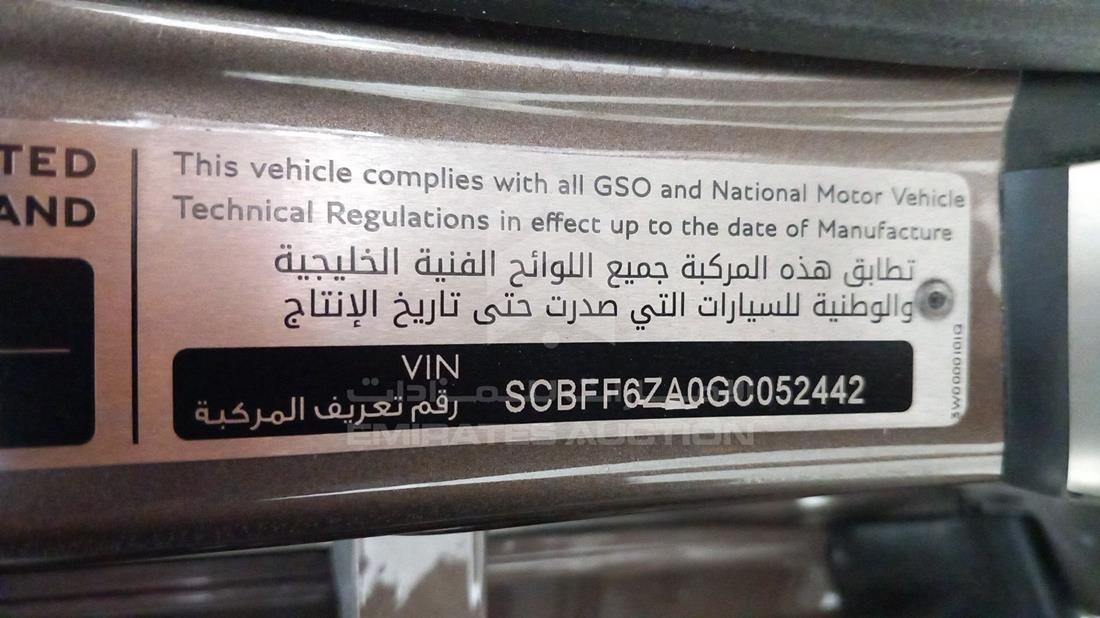 TED
AND
This vehicle complies with all GSO and National Motor Vehicle
Technical Regulations in effect up to the date of Manufacture
تطابق هذه المركبة جميع اللوائح الفنية الخليجية
والوطنية للسيارات التي صدرت حتى تاريخ الإنتاج
VIN
رقم تعريف المركبة
SCBFF6ZA0GC052442
3W0000101Q
EMIRATES AUCTION